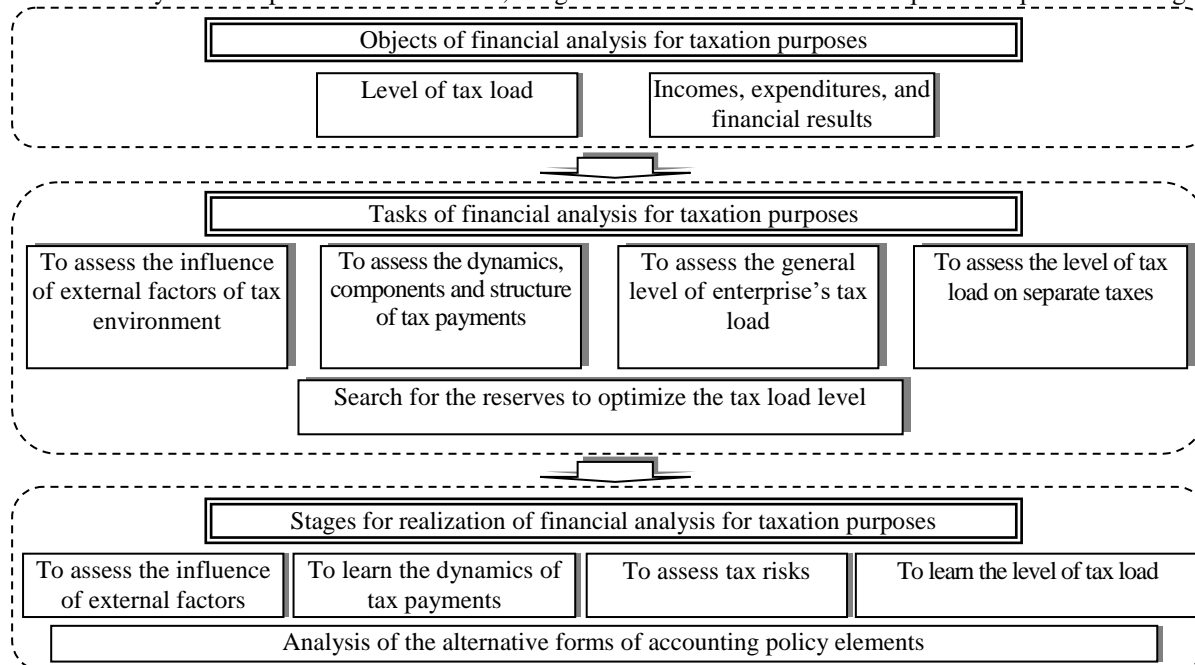 Objects of financial analysis for taxation purposes
Level of tax load
Incomes, expenditures, and
financial results
Tasks of financial analysis for taxation purposes
To assess the influence
of external factors of tax
environment
To assess the dynamics,
components and structure
of tax payments
To assess the general
level of enterprise’s tax
load
To assess the level of tax
load on separate taxes
Search for the reserves to optimize the tax load level
Stages for realization of financial analysis for taxation purposes
To assess the influence
of external factors
To learn the dynamics of
tax payments
To assess tax risks
To learn the level of tax load
Analysis of the alternative forms of accounting policy elements